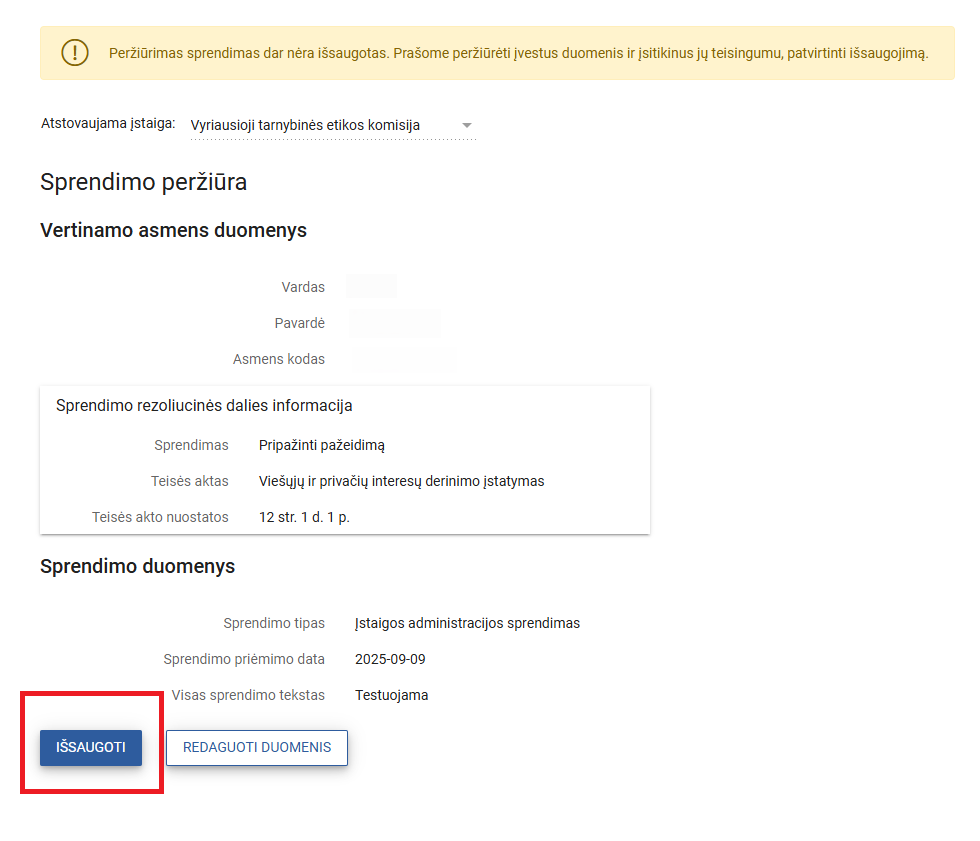 Peržiūrimas sprendimas dar nėra išsaugotas. Prašome peržiūrėti įvestus duomenis ir įsitikinus jų teisingumu, patvirtinti išsaugojimą.
Atstovaujama įstaiga: Vyriausioji tarnybinės etikos komisija
Sprendimo peržiūra
Vertinamo asmens duomenys
Vardas
Pavardė
Asmens kodas
Sprendimo rezoliucinės dalies informacija
Sprendimas Pripažinti pažeidimą
Teisės aktas Viešųjų ir privačių interesų derinimo įstatymas
Teisės akto nuostatos 12 str. 1 d. 1 p.
Sprendimo duomenys
Sprendimo tipas Įstaigos administracijos sprendimas
Sprendimo priėmimo data 2025-09-09
Visas sprendimo tekstas Testuojama
IŠSAUGOTI REDAGUOTI DUOMENIS